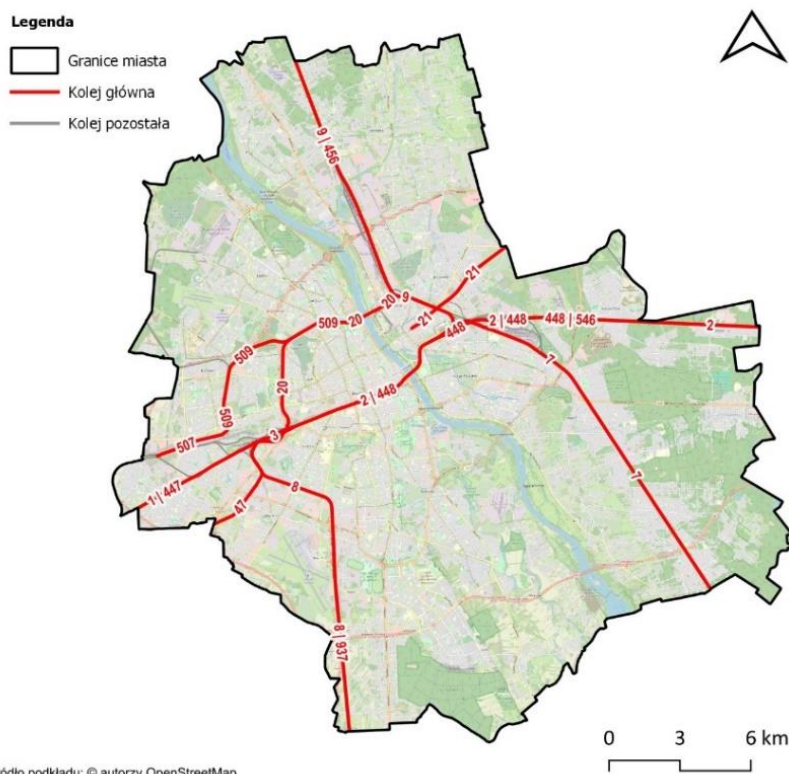 Legenda
Granice miasta
Kolej główna
Kolej pozostała
9 | 456
21
20
9
509
20
21
448
2 | 448
448 | 546
2
509
7
20
2 | 448
509
507
3
1 | 447
8
47
7
8 | 937
0 3 6 km
ródło podkładu: © autorzy OpenStreetMap